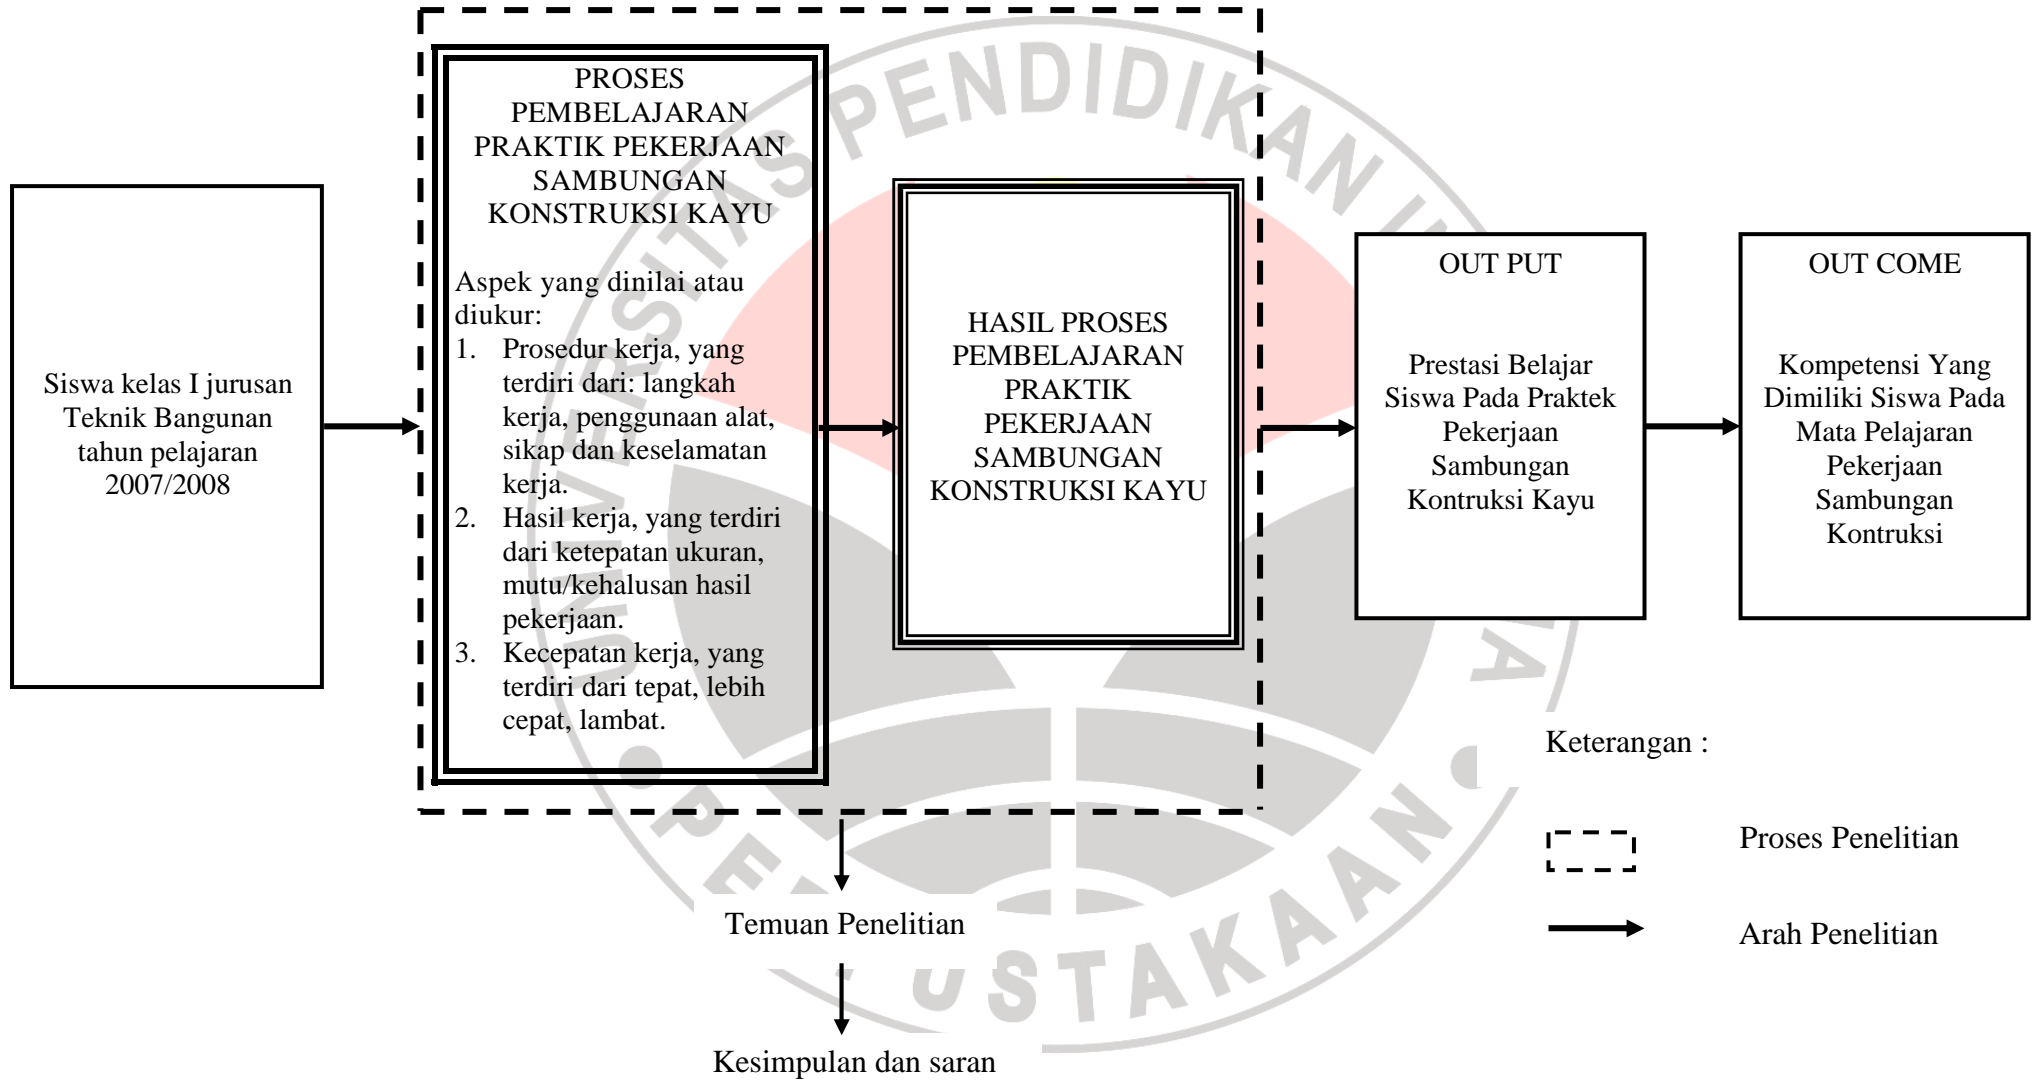 Siswa kelas I jurusan
Teknik Bangunan
tahun pelajaran
2007/2008
PROSES
PEMBELAJARAN
PRAKTIK PEKERJAAN
SAMBUNGAN
KONSTRUKSI KAYU
Aspek yang dinilai atau
diukur:
1. Prosedur kerja, yang
terdiri dari: langkah
kerja, penggunaan alat,
sikap dan keselamatan
kerja.
2. Hasil kerja, yang terdiri
dari ketepatan ukuran,
mutu/kehalusan hasil
pekerjaan.
3. Kecepatan kerja, yang
terdiri dari tepat, lebih
cepat, lambat.
HASIL PROSES
PEMBELAJARAN
PRAKTIK
PEKERJAAN
SAMBUNGAN
KONSTRUKSI KAYU
OUT PUT
Prestasi Belajar
Siswa Pada Praktek
Pekerjaan
Sambungan
Kontruksi Kayu
OUT COME
Kompetensi Yang
Dimiliki Siswa Pada
Mata Pelajaran
Pekerjaan
Sambungan
Kontruksi
Keterangan :
Proses Penelitian
Arah Penelitian
Temuan Penelitian
Kesimpulan dan saran
UNIVERSITAS PENDIDIKAN